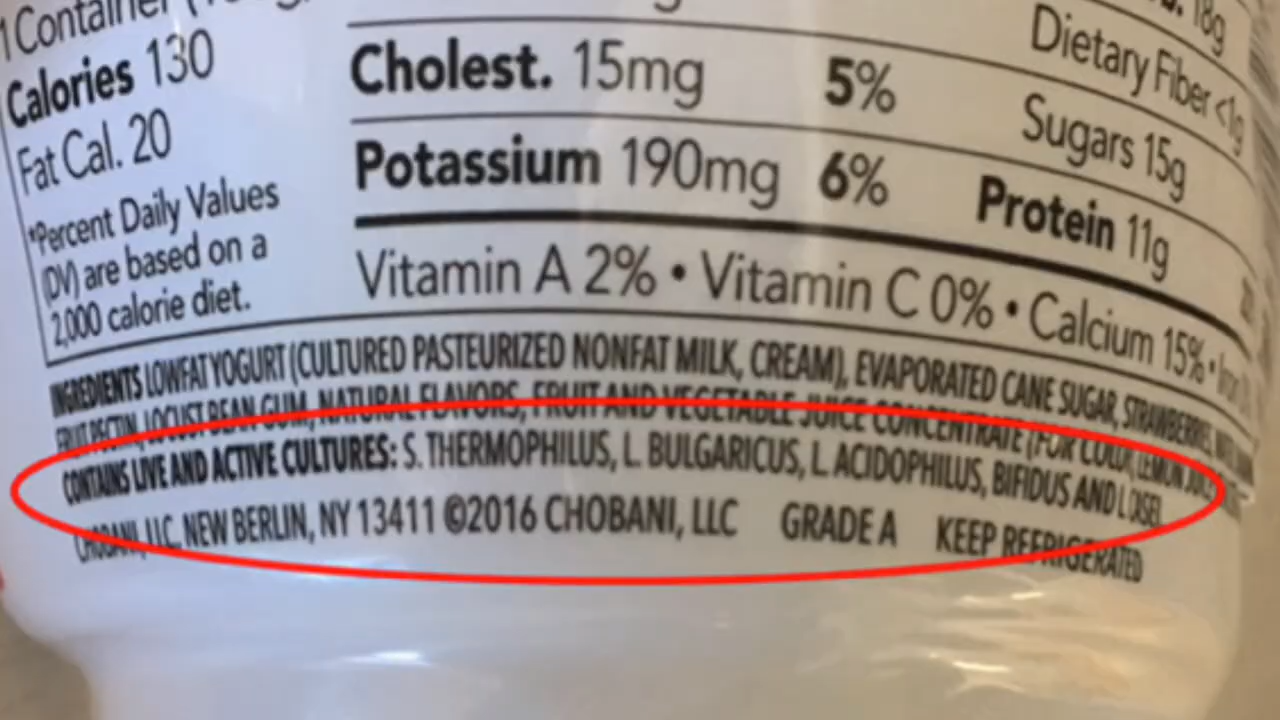 1 Container
Calories 130
Fat Cal. 20
*Percent Daily Values
(DV) are based on a
2,000 calorie diet.
Cholest. 15mg 5%
Potassium 190mg 6%
18g
Dietary Fiber <1g
Sugars 15g
Protein 11g
Vitamin A 2% • Vitamin C 0% • Calcium 15% •
INGREDIENTS LOWFAT YOGURT (CULTURED PASTEURIZED NONFAT MILK, CREAM), EVAPORATED CANE SUGAR, STRAWBERRIES,
FRUIT PECTIN, LOCUST BEAN GUM, NATURAL FLAVORS, FRUIT AND VEGETABLE JUICE CONCENTRATE (FOR COLOR), LEMON JUICE
CONTAINS LIVE AND ACTIVE CULTURES: S. THERMOPHILUS, L. BULGARICUS, L. ACIDOPHILUS, BIFIDUS AND L. CASEI.
CHOBANI, LLC. NEW BERLIN, NY 13411 ©2016 CHOBANI, LLC GRADE A KEEP REFRIGERATED